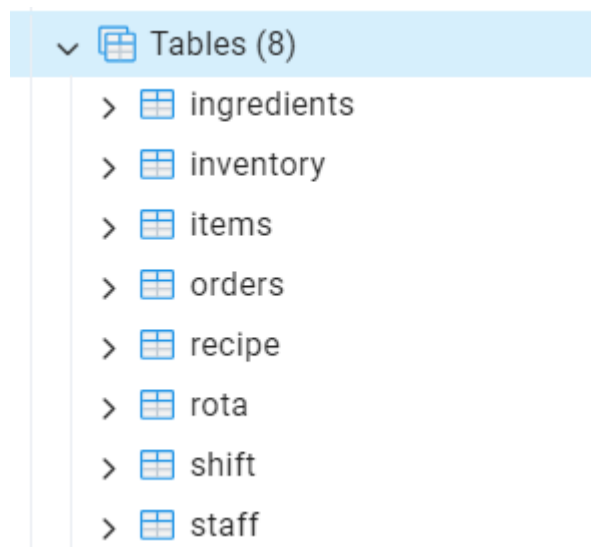 Tables (8)
ingredients
inventory
items
orders
recipe
rota
shift
staff